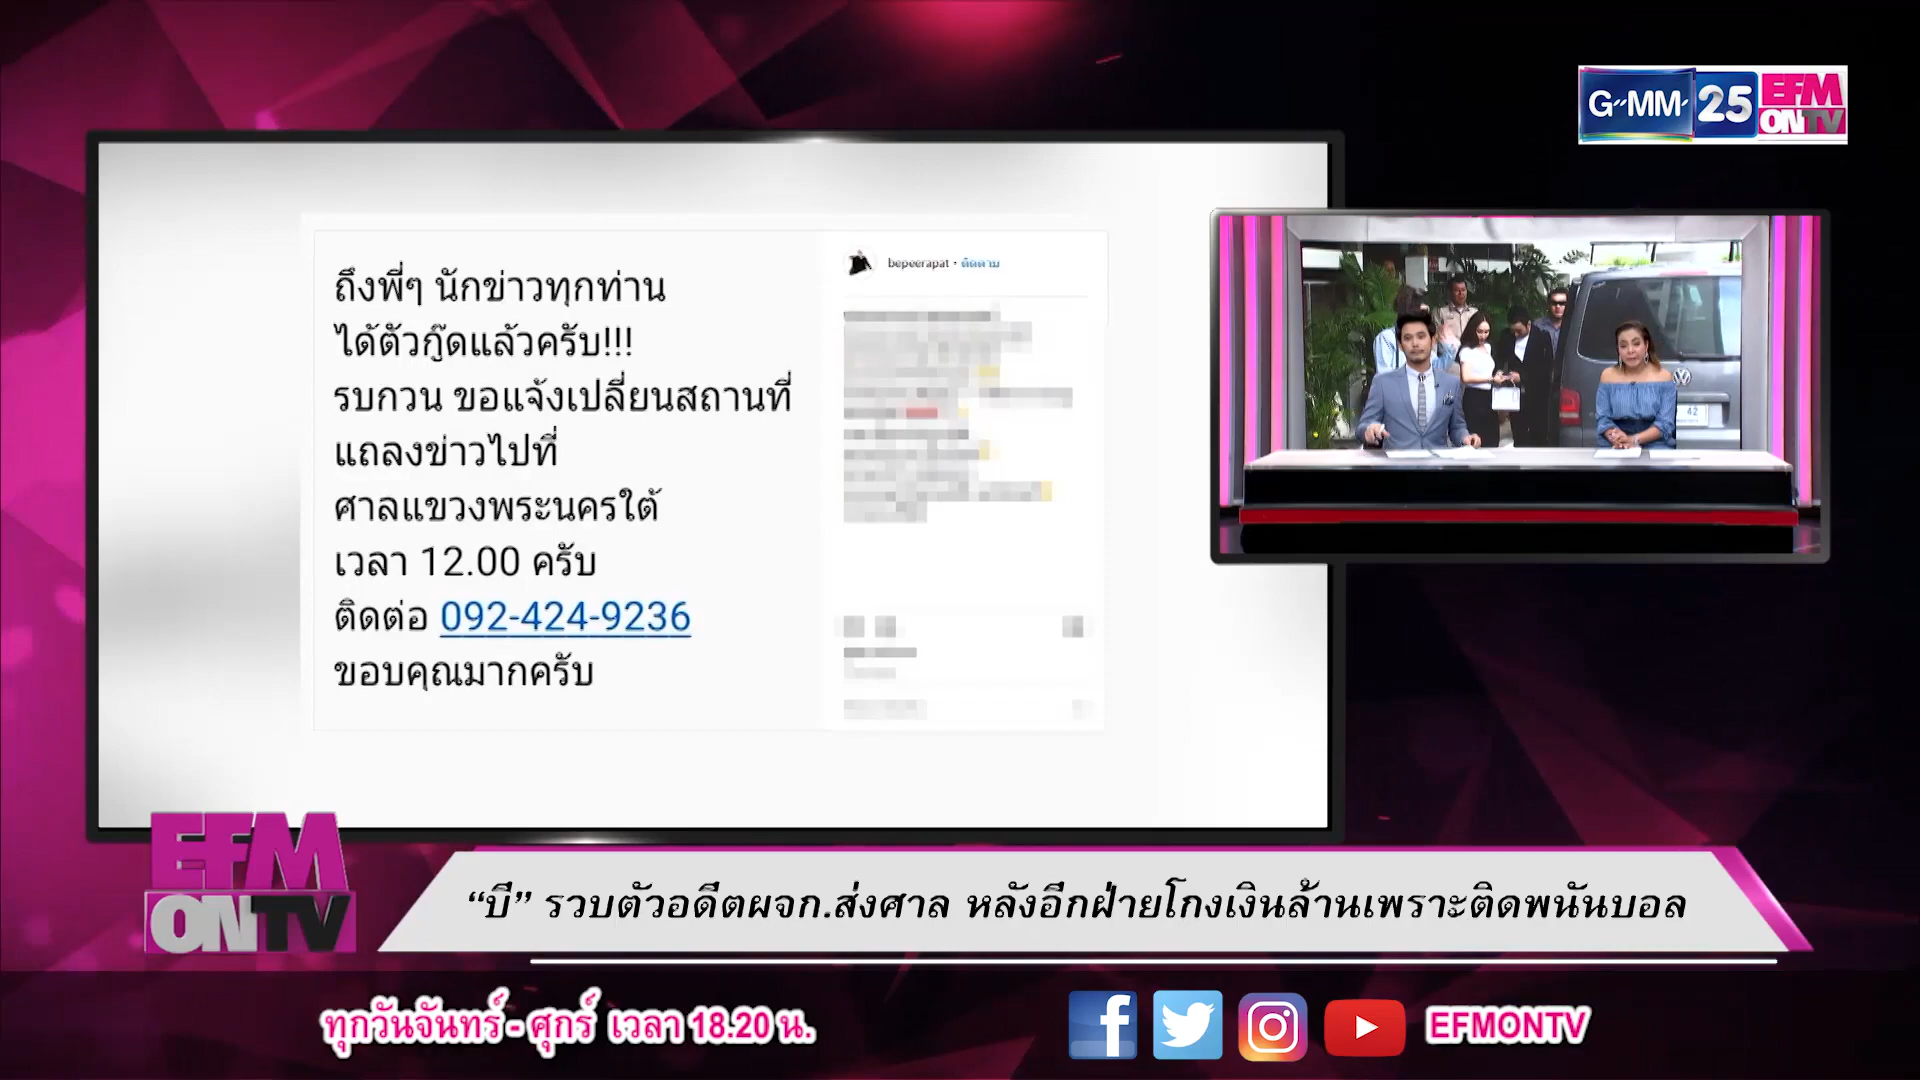 G"MM' 25 EFM ON TV
ถึงพี่ๆ นักข่าวทุกท่าน
ได้ตัวกู๊ดแล้วครับ!!!
รบกวน ขอแจ้งเปลี่ยนสถานที่
แถลงข่าวไปที่
ศาลแขวงพระนครใต้
เวลา 12.00 ครับ
ติดต่อ 092-424-9236
ขอบคุณมากครับ
bepeerapat • ติดตาม
42
EFM
ONTV
“บี” รวบตัวอดีตผจก.ส่งศาล หลังอีกฝ่ายโกงเงินล้านเพราะติดพนันบอล
ทุกวันจันทร์ - ศุกร์ เวลา 18.20 น.
EFMONTV